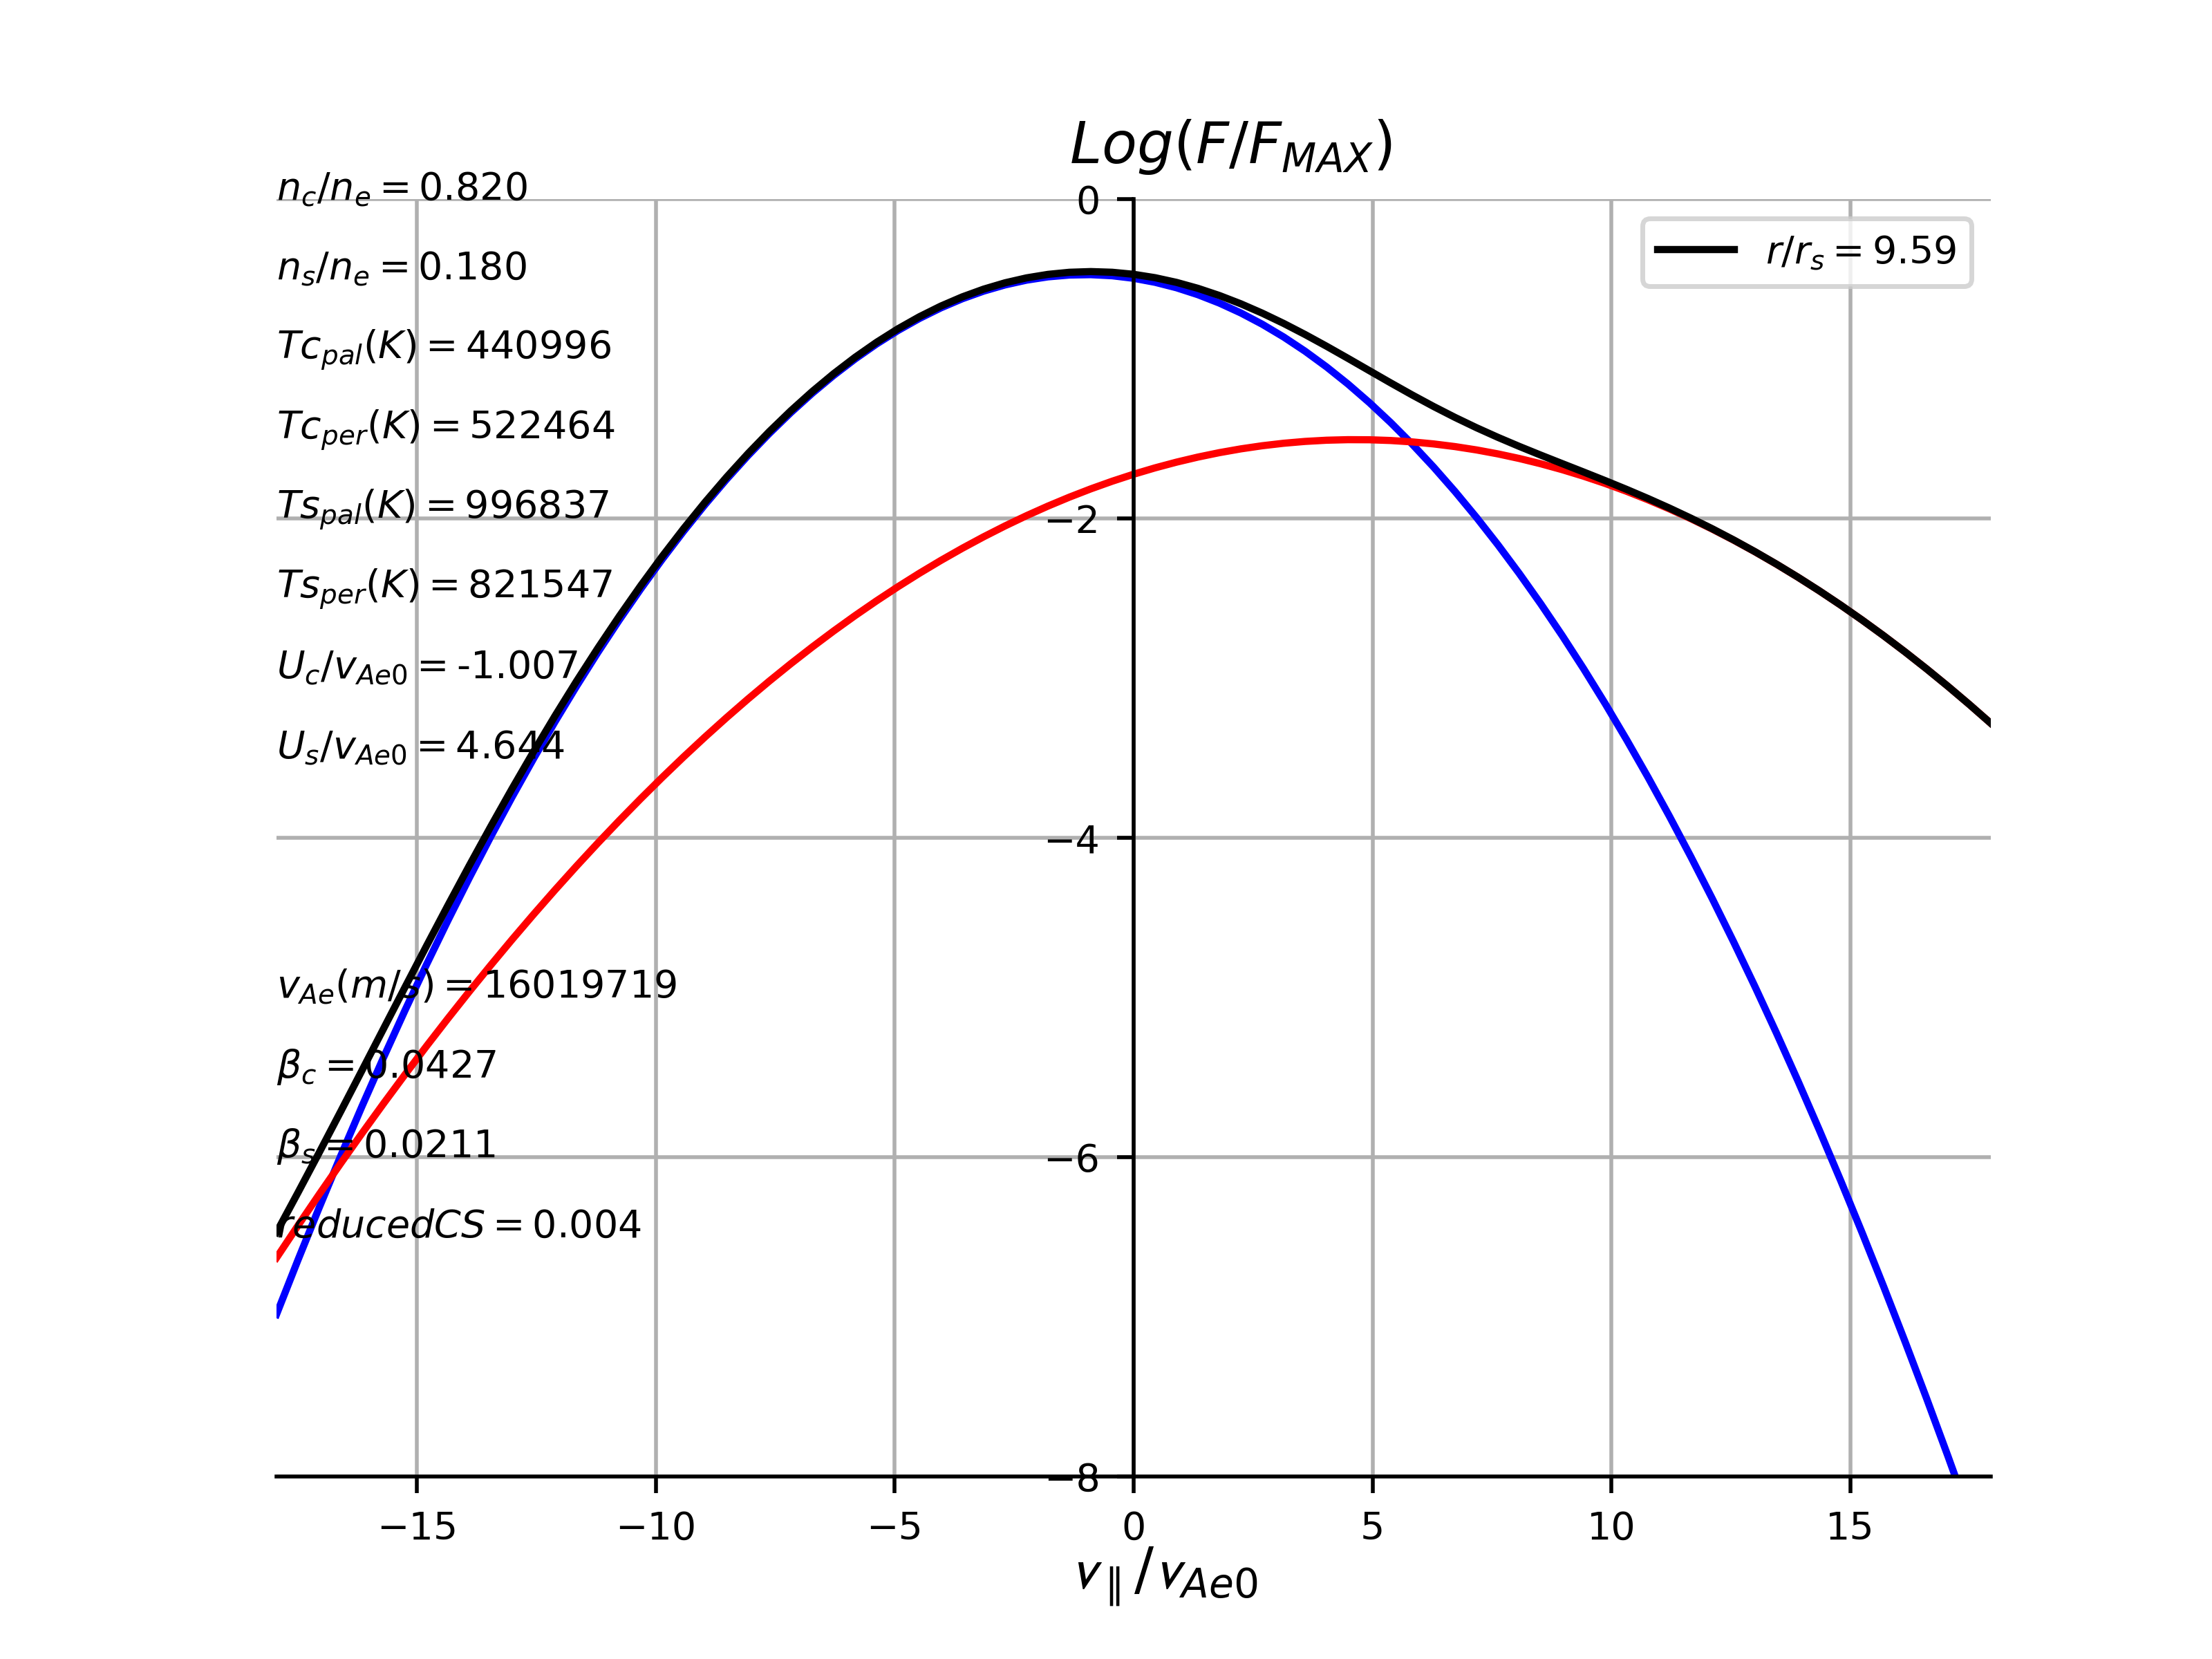 Log(F/F_MAX)
n_c/n_e = 0.820
0
n_s/n_e = 0.180
r/r_s = 9.59
Tc_pal(K) = 440996
Tc_per(K) = 522464
Ts_pal(K) = 996837
−2
Ts_per(K) = 821547
U_c/v_Ae0 = -1.007
U_s/v_Ae0 = 4.644
−4
v_Ae(m/s) = 16019719
β_c = 0.0427
β_s = 0.0211
−6
reducedCS = 0.004
−8
−15 −10 −5 0 5 10 15
v_∥/v_Ae0